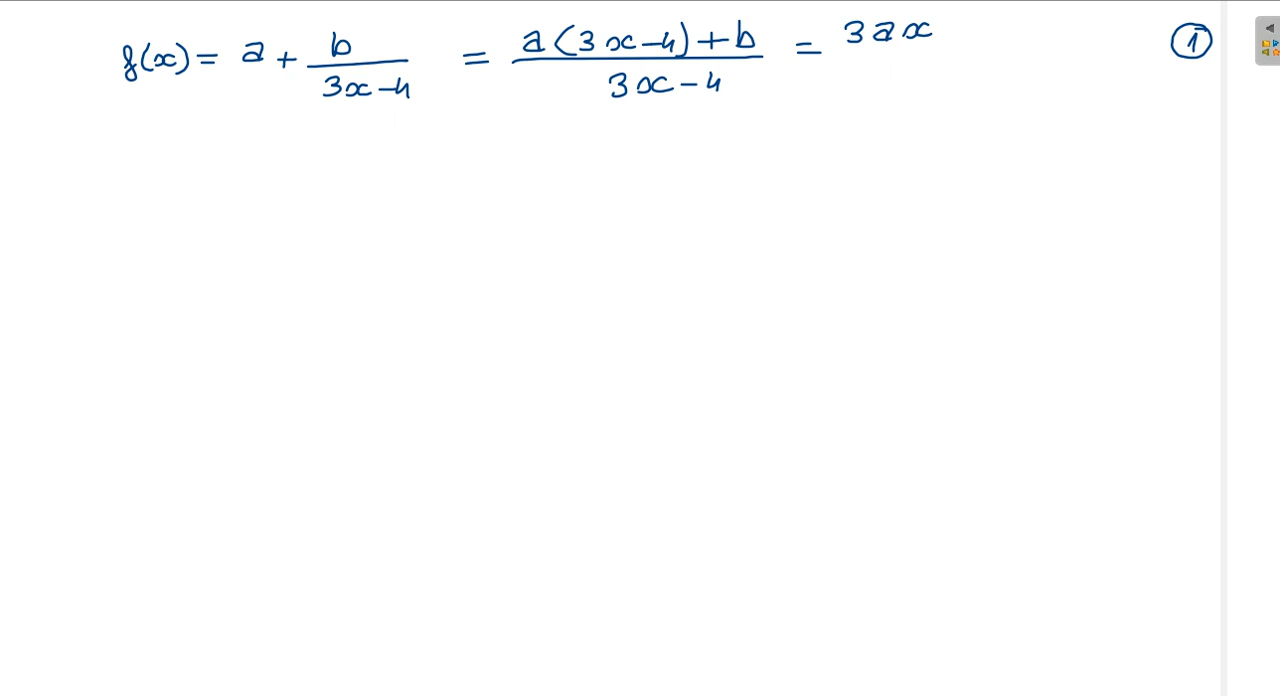 f(x) = a + b/(3x-4) = (a(3x-4)+b)/(3x-4) = 3ax ①